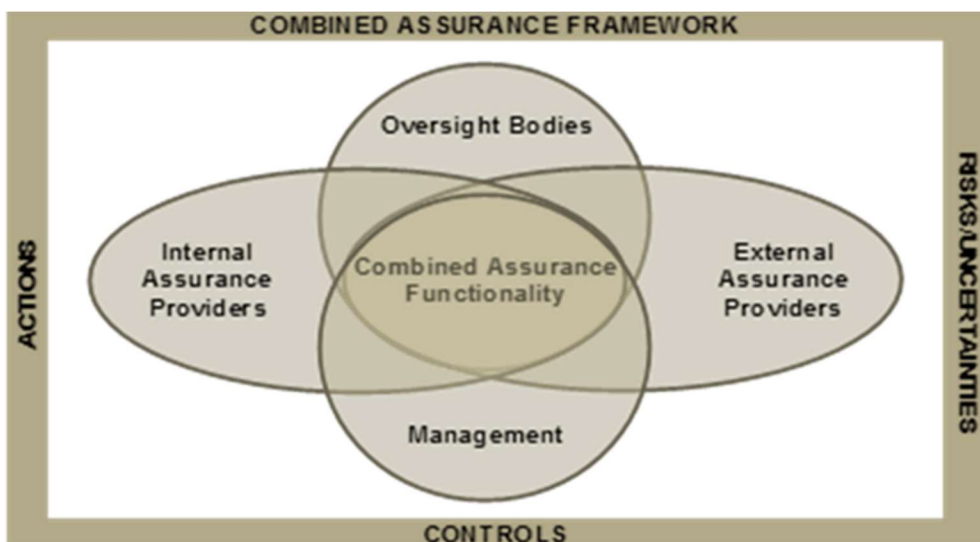 COMBINED ASSURANCE FRAMEWORK
Oversight Bodies
ACTIONS
Internal
Assurance
Providers
Combined Assurance
Functionality
External
Assurance
Providers
RISKS/UNCERTAINTIES
Management
CONTROLS